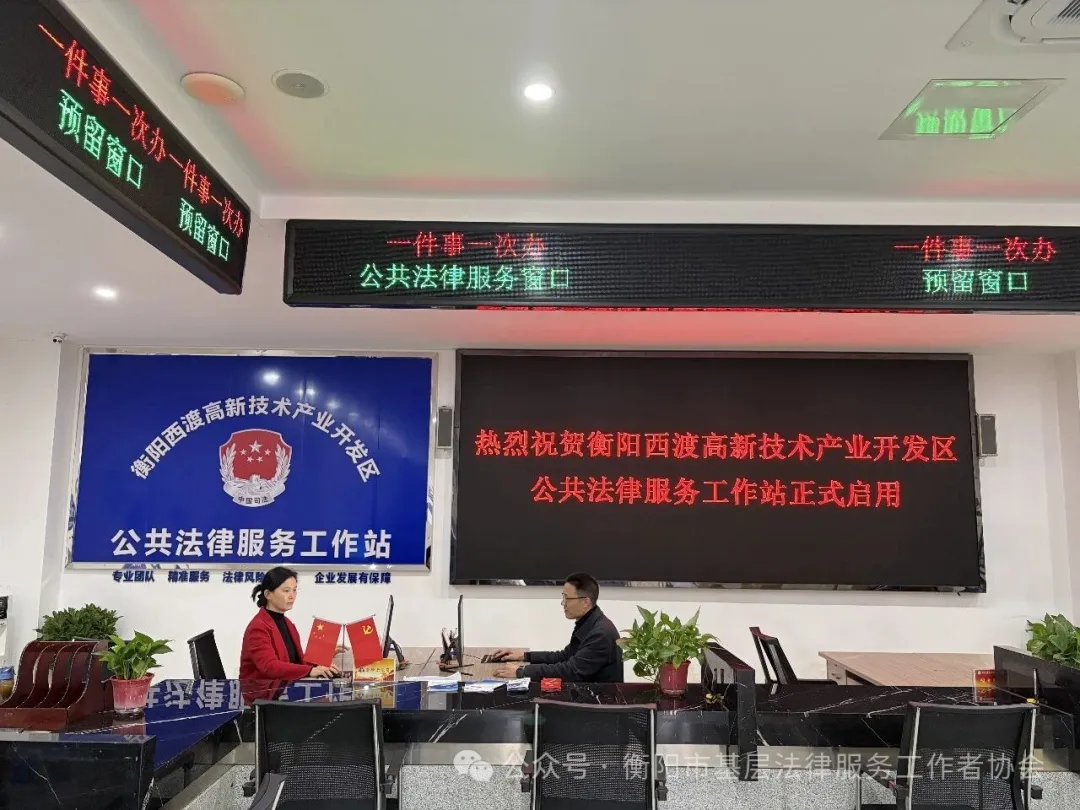 一件事一次办一件事一次办
预留窗口
预留窗口
一件事一次办
公共法律服务窗口
一件事一次办
预留窗口
衡阳西渡高新技术产业开发区
中国司法
公共法律服务工作站
专业团队 精准服务 法律风险 企业发展有保障
热烈祝贺衡阳西渡高新技术产业开发区
公共法律服务工作站正式启用
公众号·衡阳市基层法律服务工作者协会